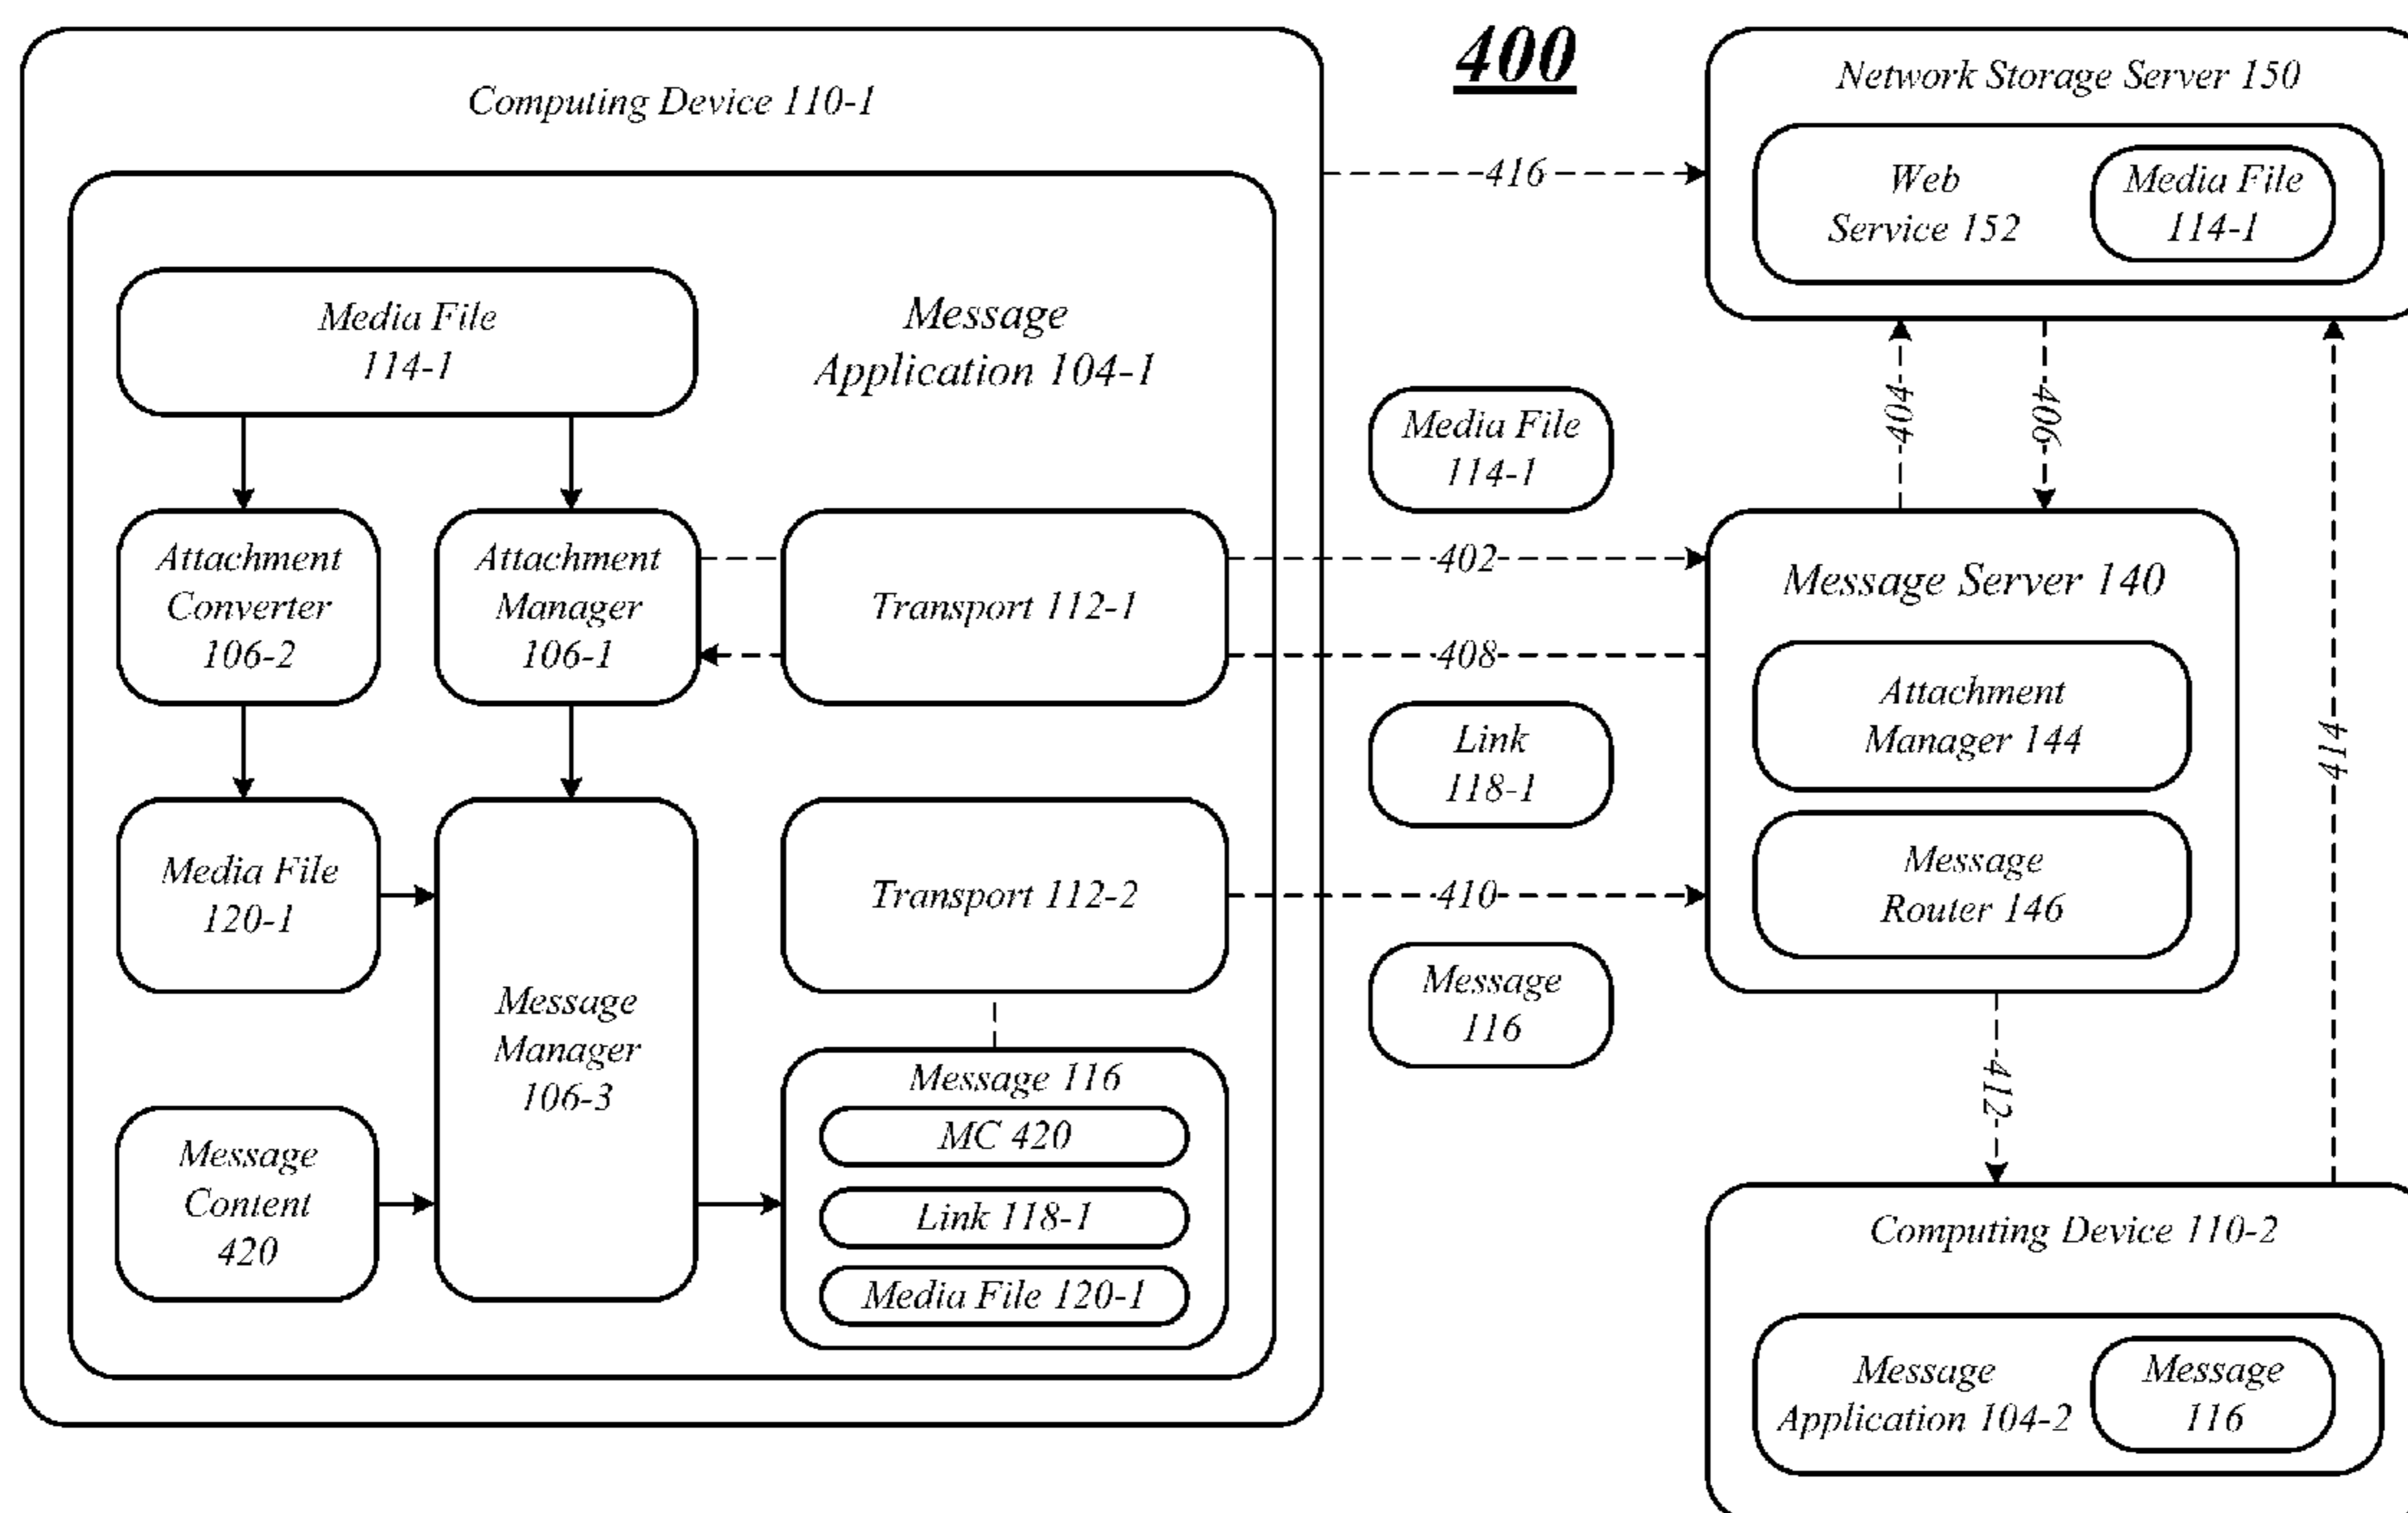 400
Computing Device 110-1
Message
Application 104-1
Media File
114-1
Attachment
Converter
106-2
Attachment
Manager
106-1
Transport 112-1
Media File
120-1
Message
Manager
106-3
Transport 112-2
Message
Content
420
Message 116
MC 420
Link 118-1
Media File 120-1
416
Media File
114-1
402
408
Link
118-1
410
Message
116
Network Storage Server 150
Web
Service 152
Media File
114-1
404
406
414
Message Server 140
Attachment
Manager 144
Message
Router 146
412
Computing Device 110-2
Message
Application 104-2
Message
116